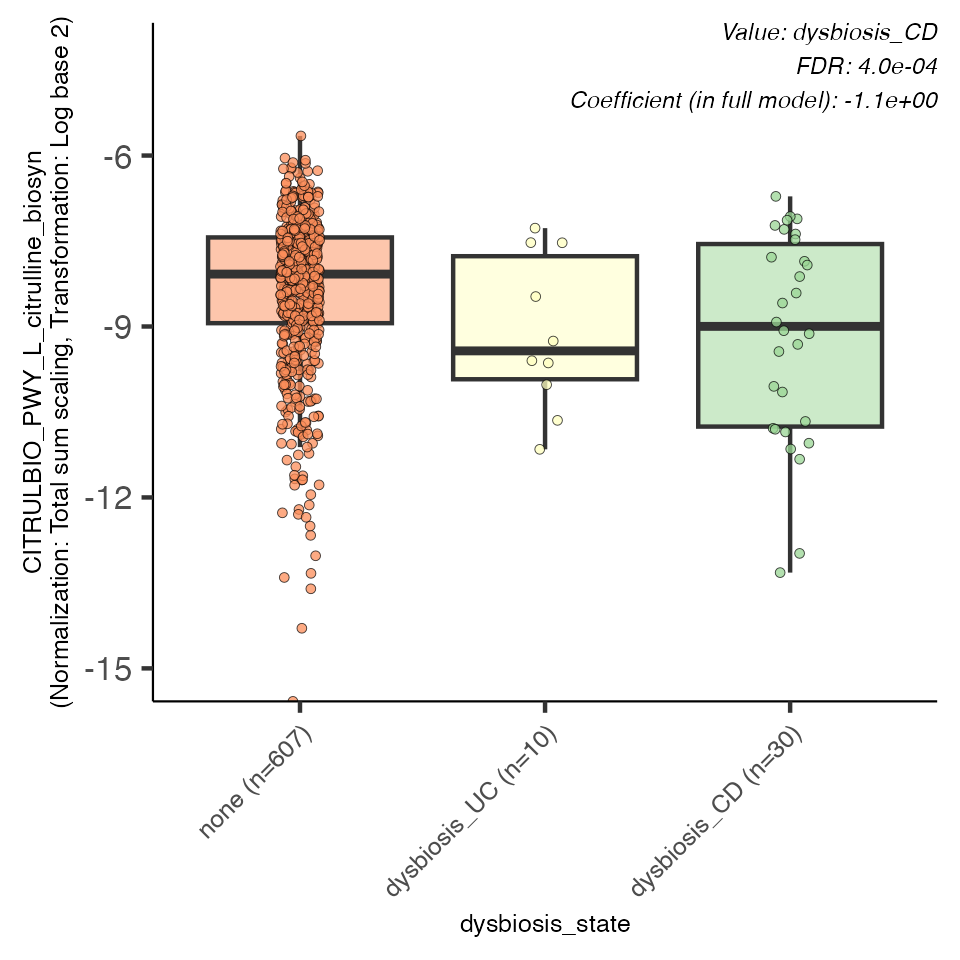 Value: dysbiosis_CD
FDR: 4.0e-04
Coefficient (in full model): -1.1e+00
CITRULBIO_PWY_L_citrulline_biosyn
(Normalization: Total sum scaling, Transformation: Log base 2)
-6
-9
-12
-15
none (n=607)
dysbiosis_UC (n=10)
dysbiosis_CD (n=30)
dysbiosis_state